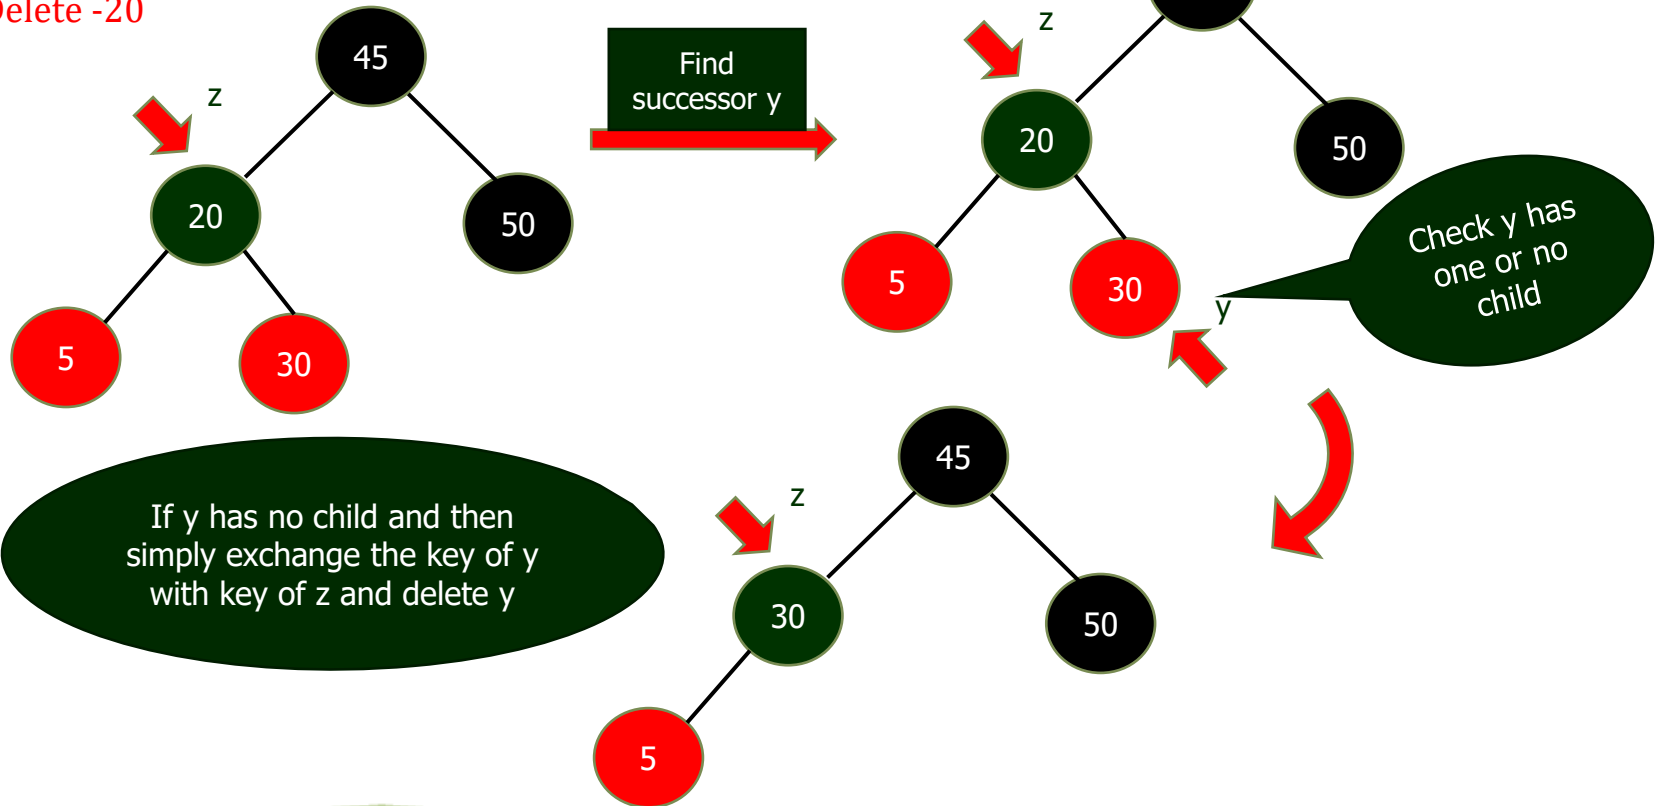 Delete -20
45
z
20
50
5
30
Find
successor y
z
20
50
5
30
y
Check y has
one or no
child
If y has no child and then
simply exchange the key of y
with key of z and delete y
45
z
30
50
5